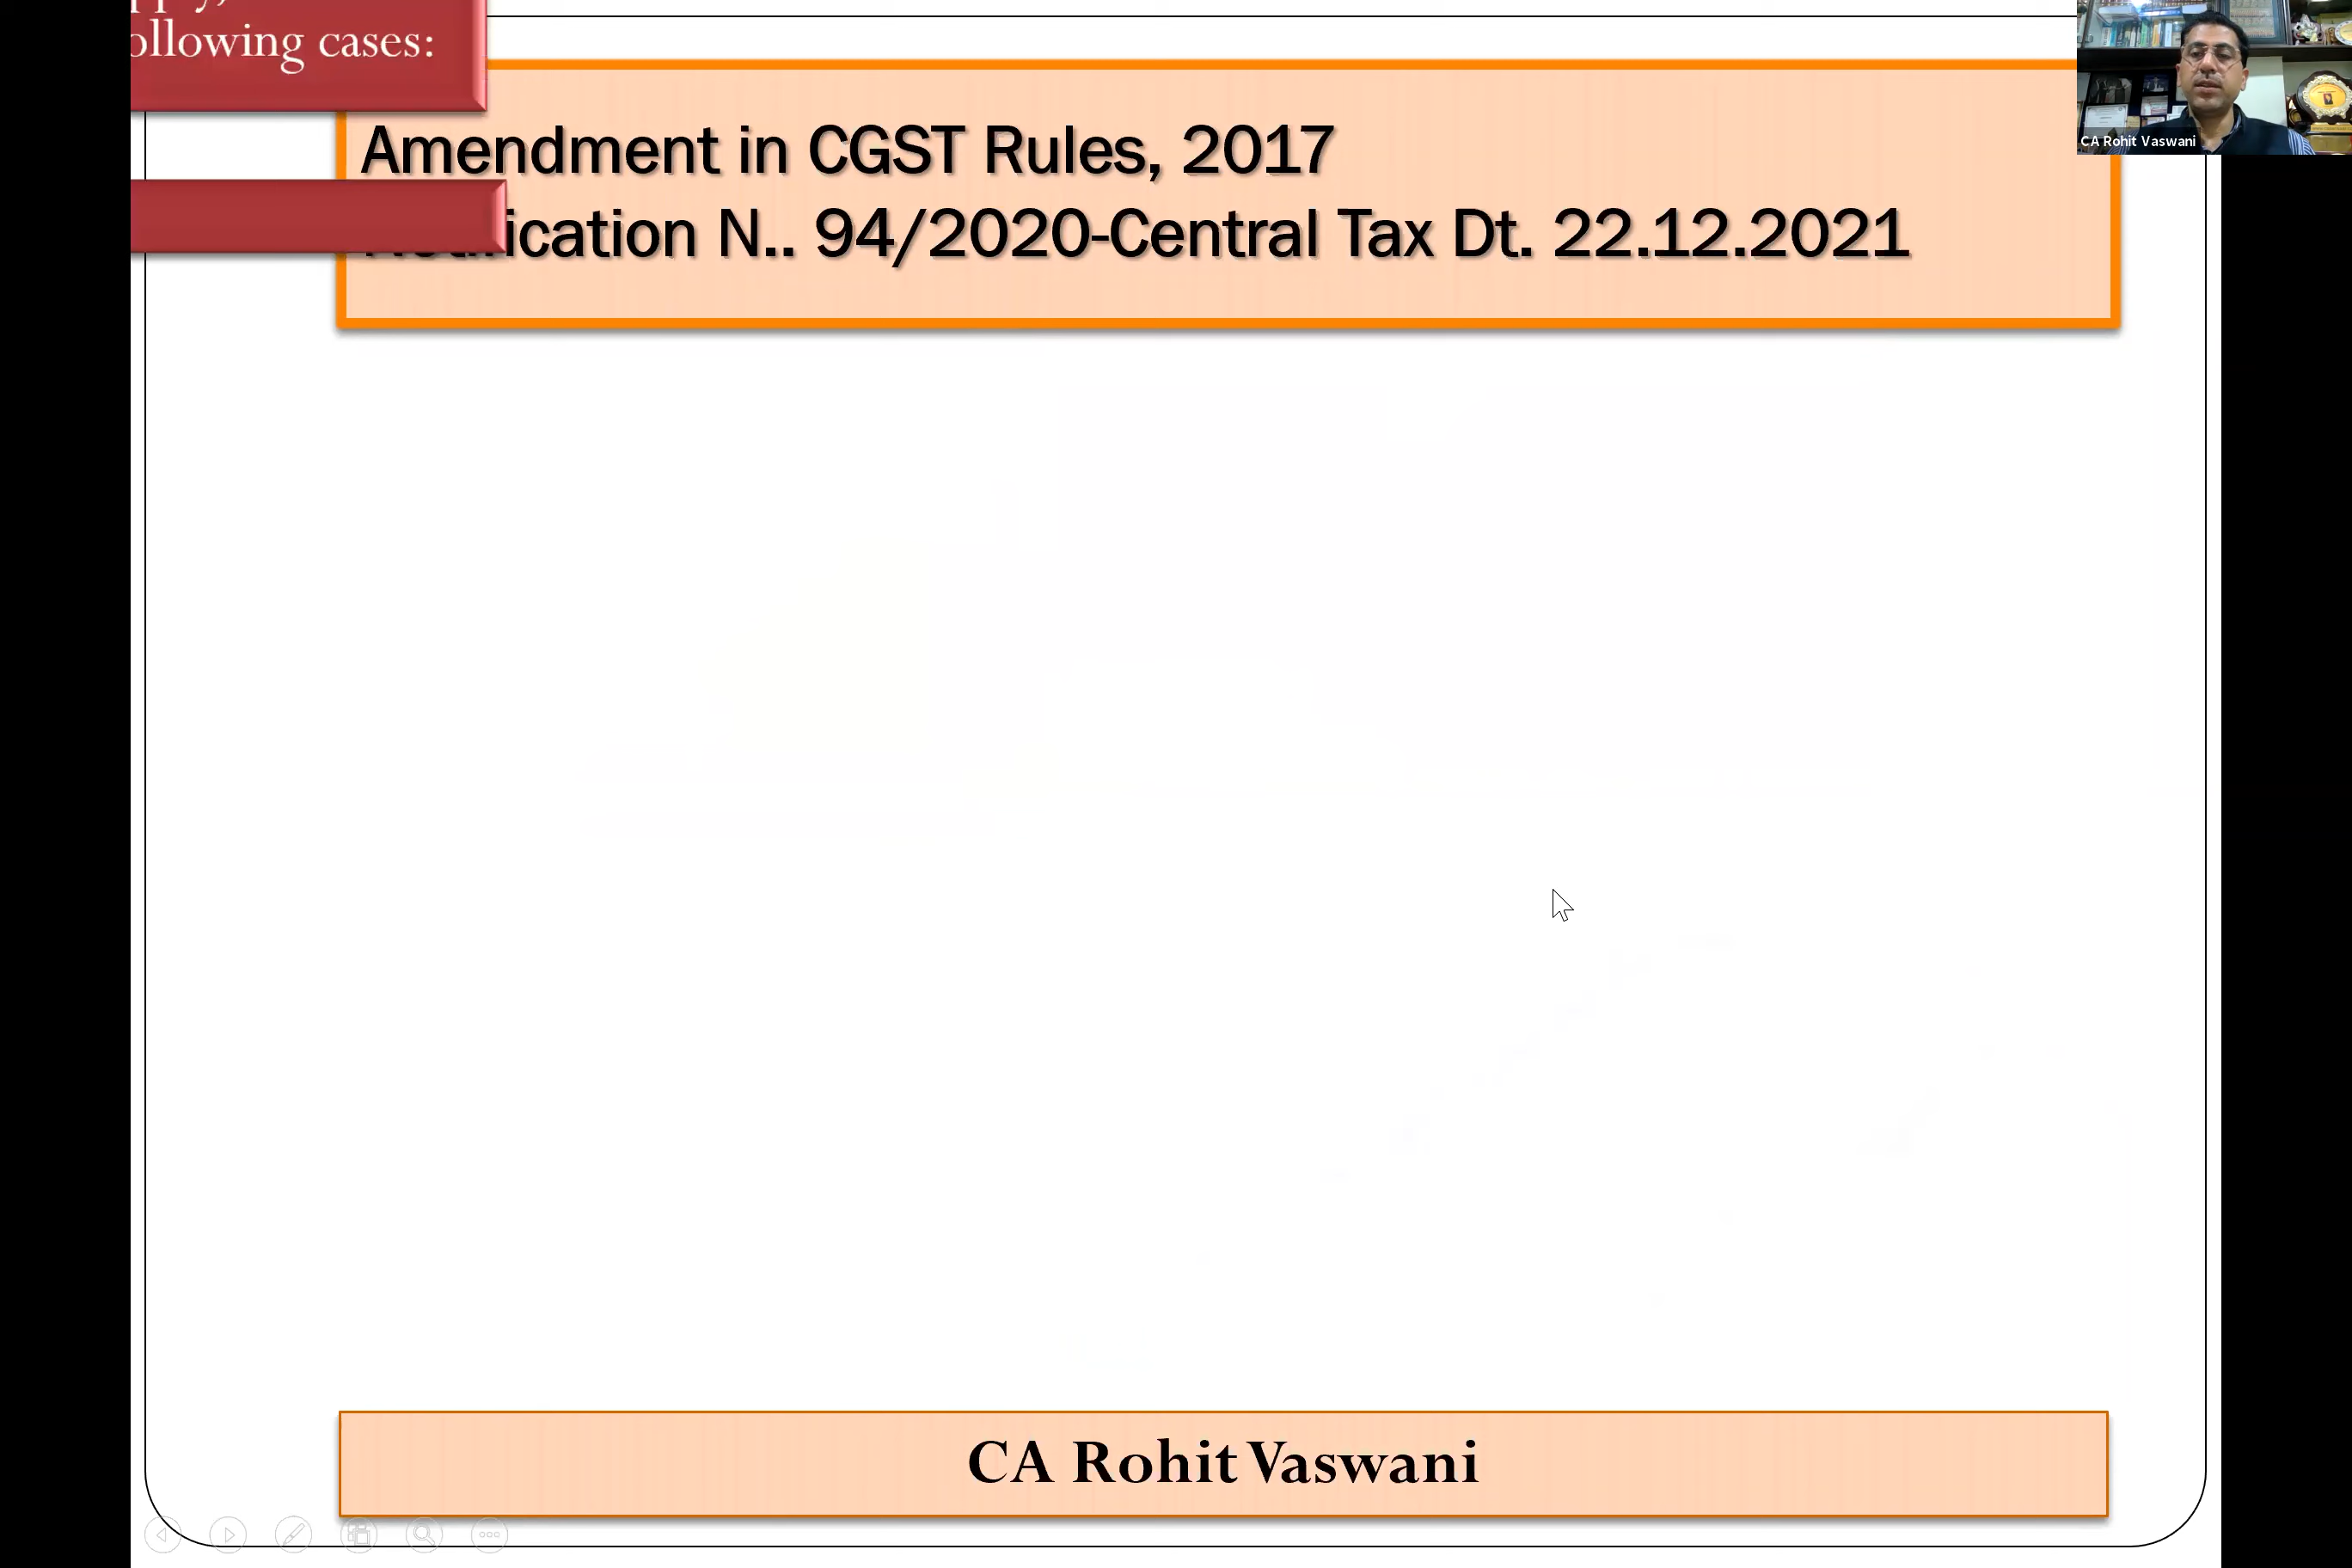 ollowing cases:
Amendment in CGST Rules, 2017
ication N.. 94/2020-Central Tax Dt. 22.12.2021
CA Rohit Vaswani
CA Rohit Vaswani